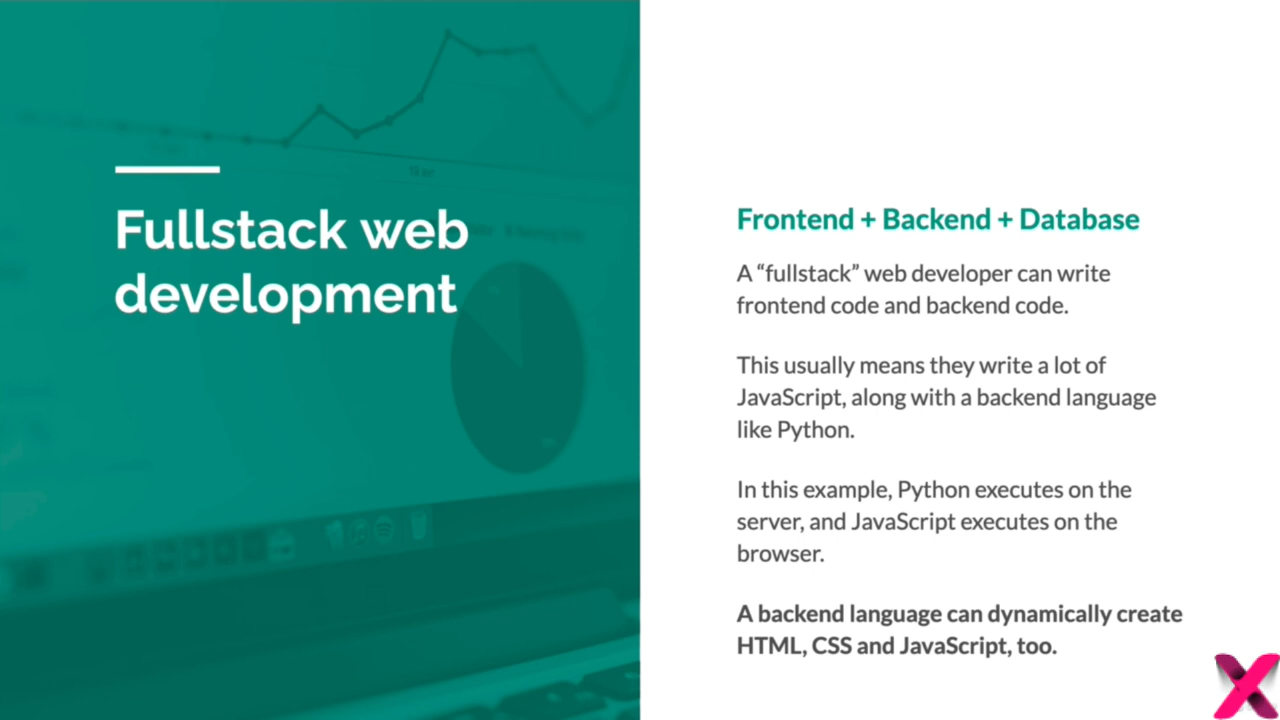 Fullstack web
development
Frontend + Backend + Database
A “fullstack” web developer can write
frontend code and backend code.
This usually means they write a lot of
JavaScript, along with a backend language
like Python.
In this example, Python executes on the
server, and JavaScript executes on the
browser.
A backend language can dynamically create
HTML, CSS and JavaScript, too.